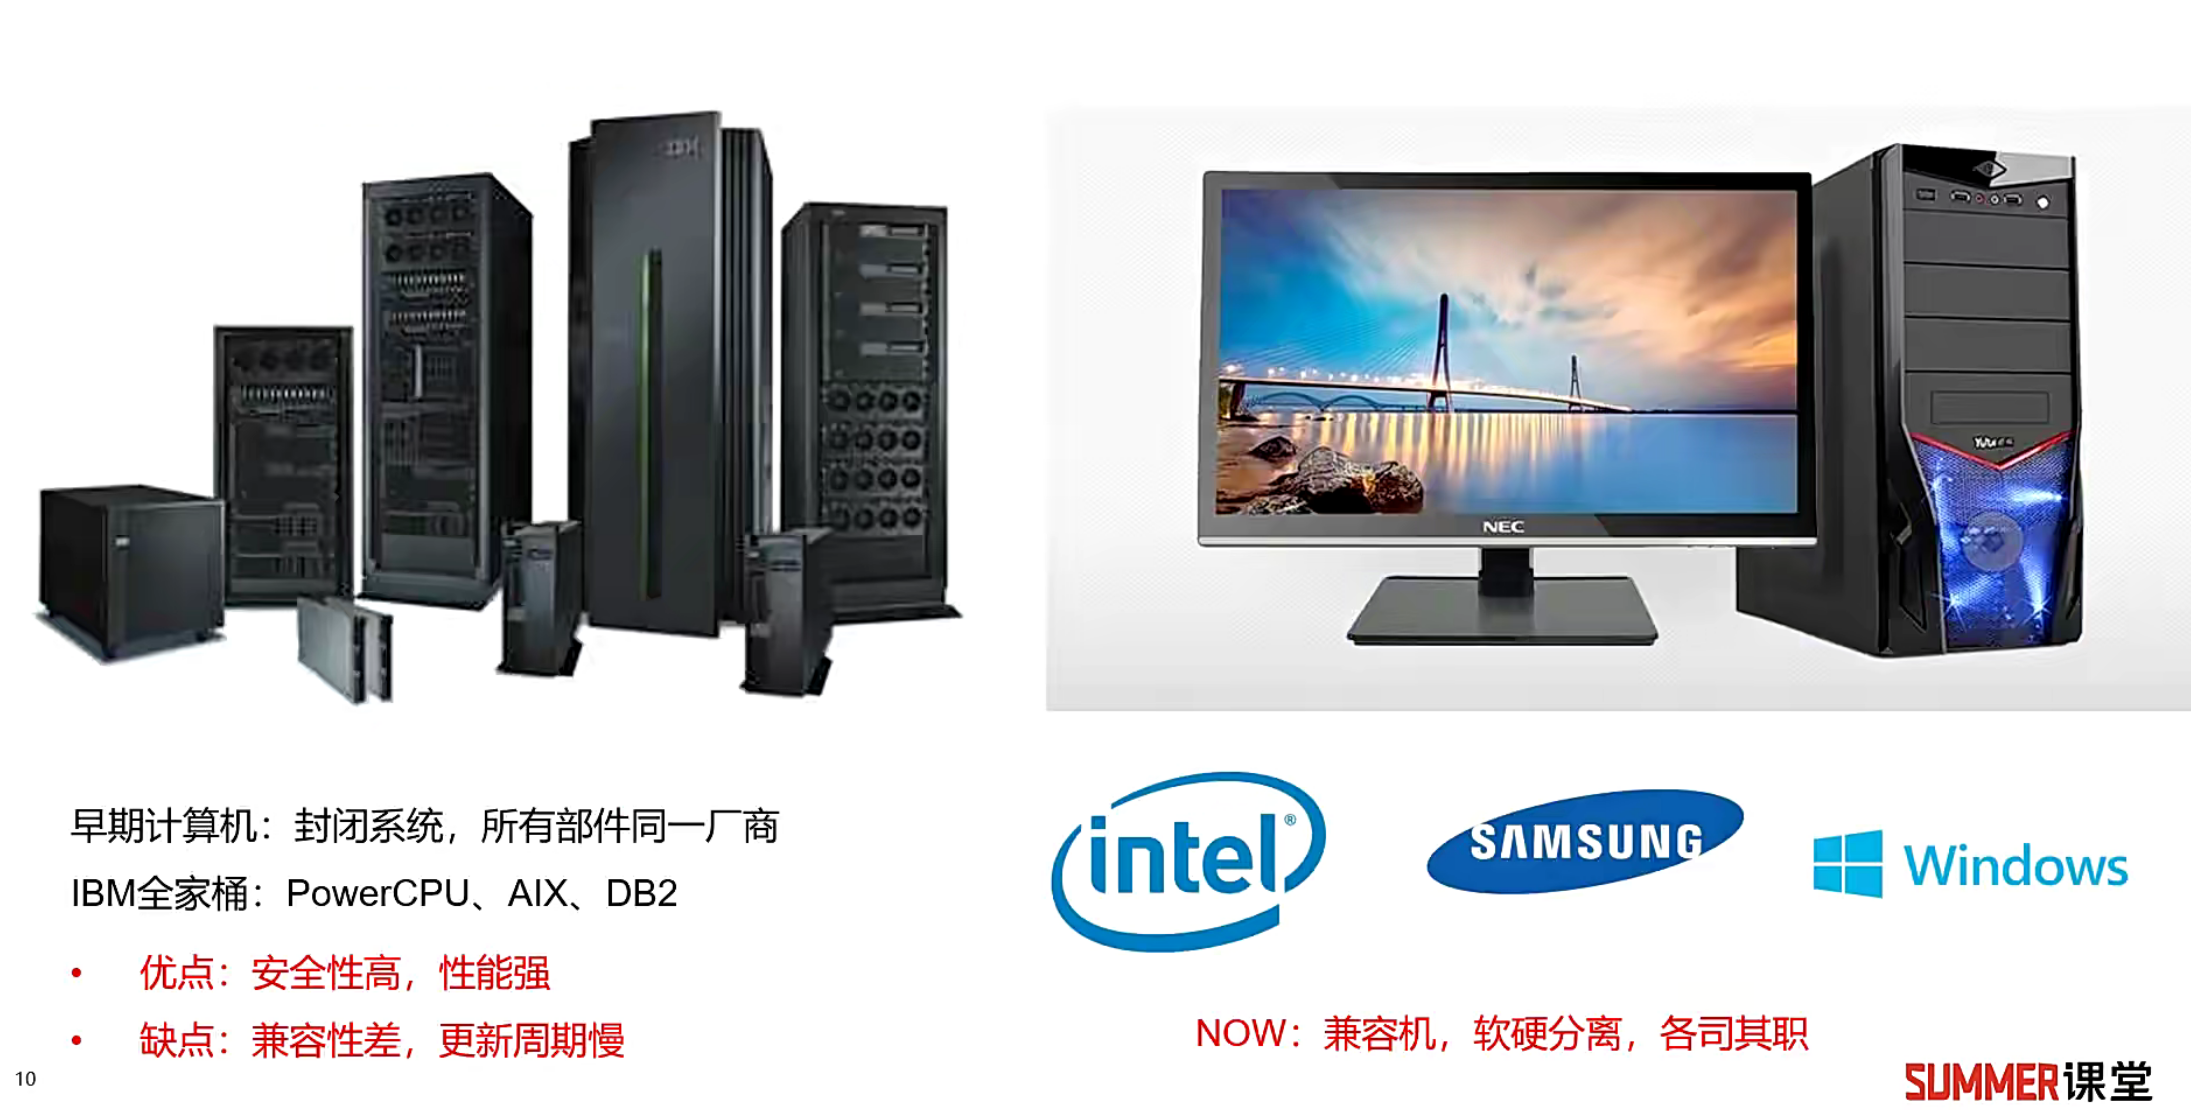 IBM
NEC
早期计算机：封闭系统，所有部件同一厂商
IBM全家桶：PowerCPU、AIX、DB2
• 优点：安全性高，性能强
• 缺点：兼容性差，更新周期慢
intel®
SAMSUNG
Windows
NOW：兼容机，软硬分离，各司其职
10
SUMMER课堂